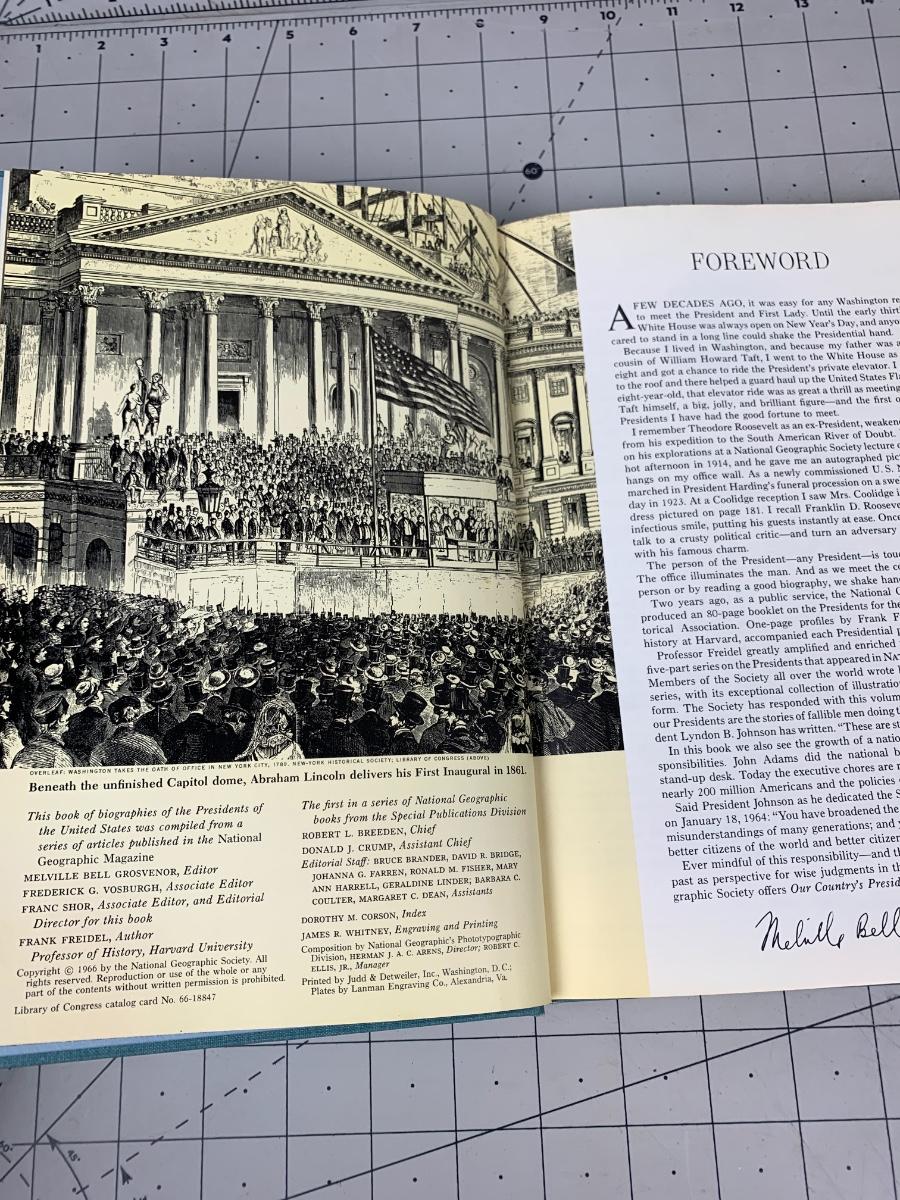 1 2 3 4 5 6 7 8 9 10 11 12 13 14
60°
OVERLEAF: WASHINGTON TAKES THE OATH OF OFFICE IN NEW YORK CITY, 1789. NEW-YORK HISTORICAL SOCIETY; LIBRARY OF CONGRESS (ABOVE)
Beneath the unfinished Capitol dome, Abraham Lincoln delivers his First Inaugural in 1861.
This book of biographies of the Presidents of
the United States was compiled from a
series of articles published in the National
Geographic Magazine
MELVILLE BELL GROSVENOR, Editor
FREDERICK G. VOSBURGH, Associate Editor
FRANC SHOR, Associate Editor, and Editorial
Director for this book
FRANK FREIDEL, Author
Professor of History, Harvard University
Copyright © 1966 by the National Geographic Society. All
rights reserved. Reproduction or use of the whole or any
part of the contents without written permission is prohibited.
Library of Congress catalog card No. 66-18847
The first in a series of National Geographic
books from the Special Publications Division
ROBERT L. BREEDEN, Chief
DONALD J. CRUMP, Assistant Chief
Editorial Staff: BRUCE BRANDER, DAVID R. BRIDGE,
JOHANNA G. FARREN, RONALD M. FISHER, MARY
ANN HARRELL, GERALDINE LINDER; BARBARA C.
COULTER, MARGARET C. DEAN, Assistants
DOROTHY M. CORSON, Index
JAMES R. WHITNEY, Engraving and Printing
Composition by National Geographic's Phototypographic
Division, HERMAN J. A. C. ARENS, Director; ROBERT C.
ELLIS, JR., Manager
Printed by Judd & Detweiler, Inc., Washington, D. C.;
Plates by Lanman Engraving Co., Alexandria, Va.
FOREWORD
A FEW DECADES AGO, it was easy for any Washington re
to meet the President and First Lady. Until the early thirt
White House was always open on New Year's Day, and anyo
cared to stand in a long line could shake the Presidential hand.
Because I lived in Washington, and because my father was a
cousin of William Howard Taft, I went to the White House as
eight and got a chance to ride the President's private elevator. I
to the roof and there helped a guard haul up the United States Fl
eight-year-old, that elevator ride was as great a thrill as meeting
Taft himself, a big, jolly, and brilliant figure—and the first o
Presidents I have had the good fortune to meet.
I remember Theodore Roosevelt as an ex-President, weaken
from his expedition to the South American River of Doubt.
on his explorations at a National Geographic Society lecture o
hot afternoon in 1914, and he gave me an autographed pic
hangs on my office wall. As a newly commissioned U. S. N
marched in President Harding's funeral procession on a swe
day in 1923. At a Coolidge reception I saw Mrs. Coolidge i
dress pictured on page 181. I recall Franklin D. Roosev
infectious smile, putting his guests instantly at ease. Once
talk to a crusty political critic—and turn an adversary
with his famous charm.
The person of the President—any President—is tou
The office illuminates the man. And as we meet the c
person or by reading a good biography, we shake han
Two years ago, as a public service, the National G
produced an 80-page booklet on the Presidents for the
torical Association. One-page profiles by Frank F
history at Harvard, accompanied each Presidential p
Professor Freidel greatly amplified and enriched
five-part series on the Presidents that appeared in NAT
Members of the Society all over the world wrote
series, with its exceptional collection of illustratio
form. The Society has responded with this volum
our Presidents are the stories of fallible men doing t
dent Lyndon B. Johnson has written. "These are st
In this book we also see the growth of a natio
sponsibilities. John Adams did the national b
stand-up desk. Today the executive chores are
nearly 200 million Americans and the policies
Said President Johnson as he dedicated the S
on January 18, 1964: "You have broadened the
misunderstandings of many generations; and
better citizens of the world and better citizen
Ever mindful of this responsibility—and th
past as perspective for wise judgments in th
graphic Society offers Our Country's Presid
Melville Bell